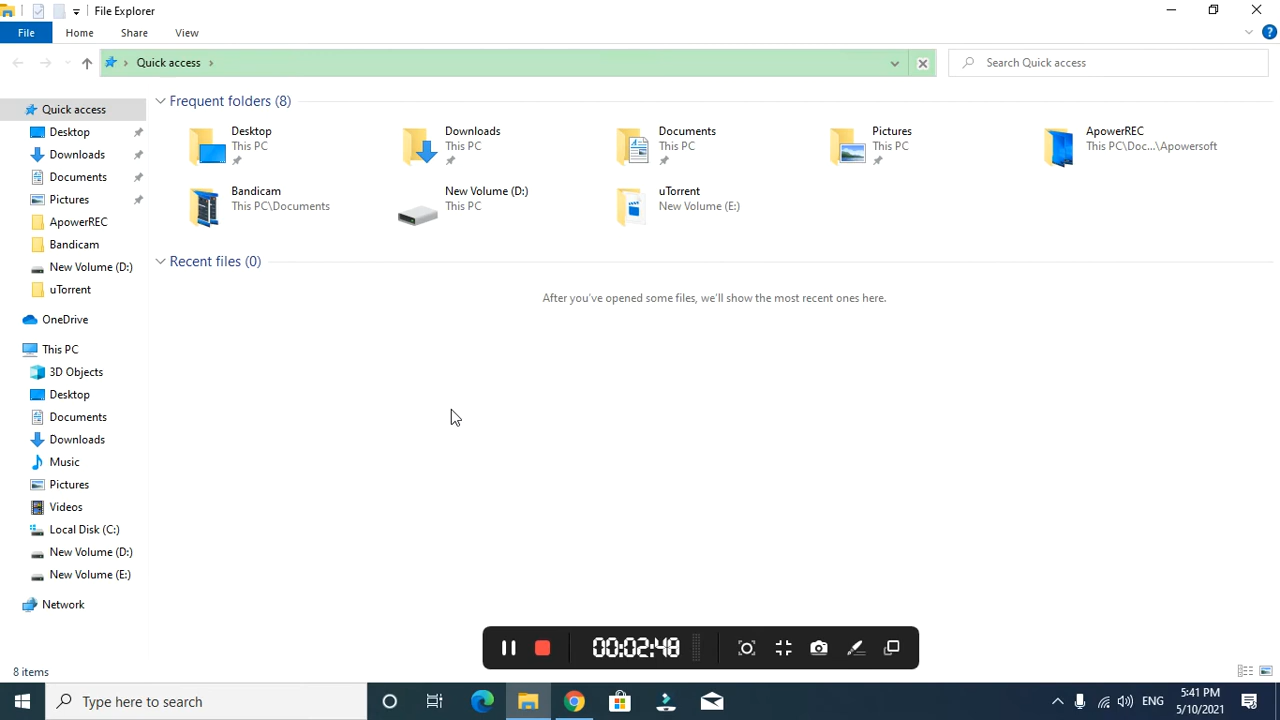 File Explorer
File Home Share View
Quick access
Search Quick access
Quick access
Desktop
Downloads
Documents
Pictures
ApowerREC
Bandicam
New Volume (D:)
uTorrent
OneDrive
This PC
3D Objects
Desktop
Documents
Downloads
Music
Pictures
Videos
Local Disk (C:)
New Volume (D:)
New Volume (E:)
Network
Frequent folders (8)
Desktop
This PC
Downloads
This PC
Documents
This PC
Pictures
This PC
ApowerREC
This PC\Doc...\Apowersoft
Bandicam
This PC\Documents
New Volume (D:)
This PC
uTorrent
New Volume (E:)
Recent files (0)
After you've opened some files, we'll show the most recent ones here.
00:02:48
8 items
Type here to search
ENG
5:41 PM
5/10/2021